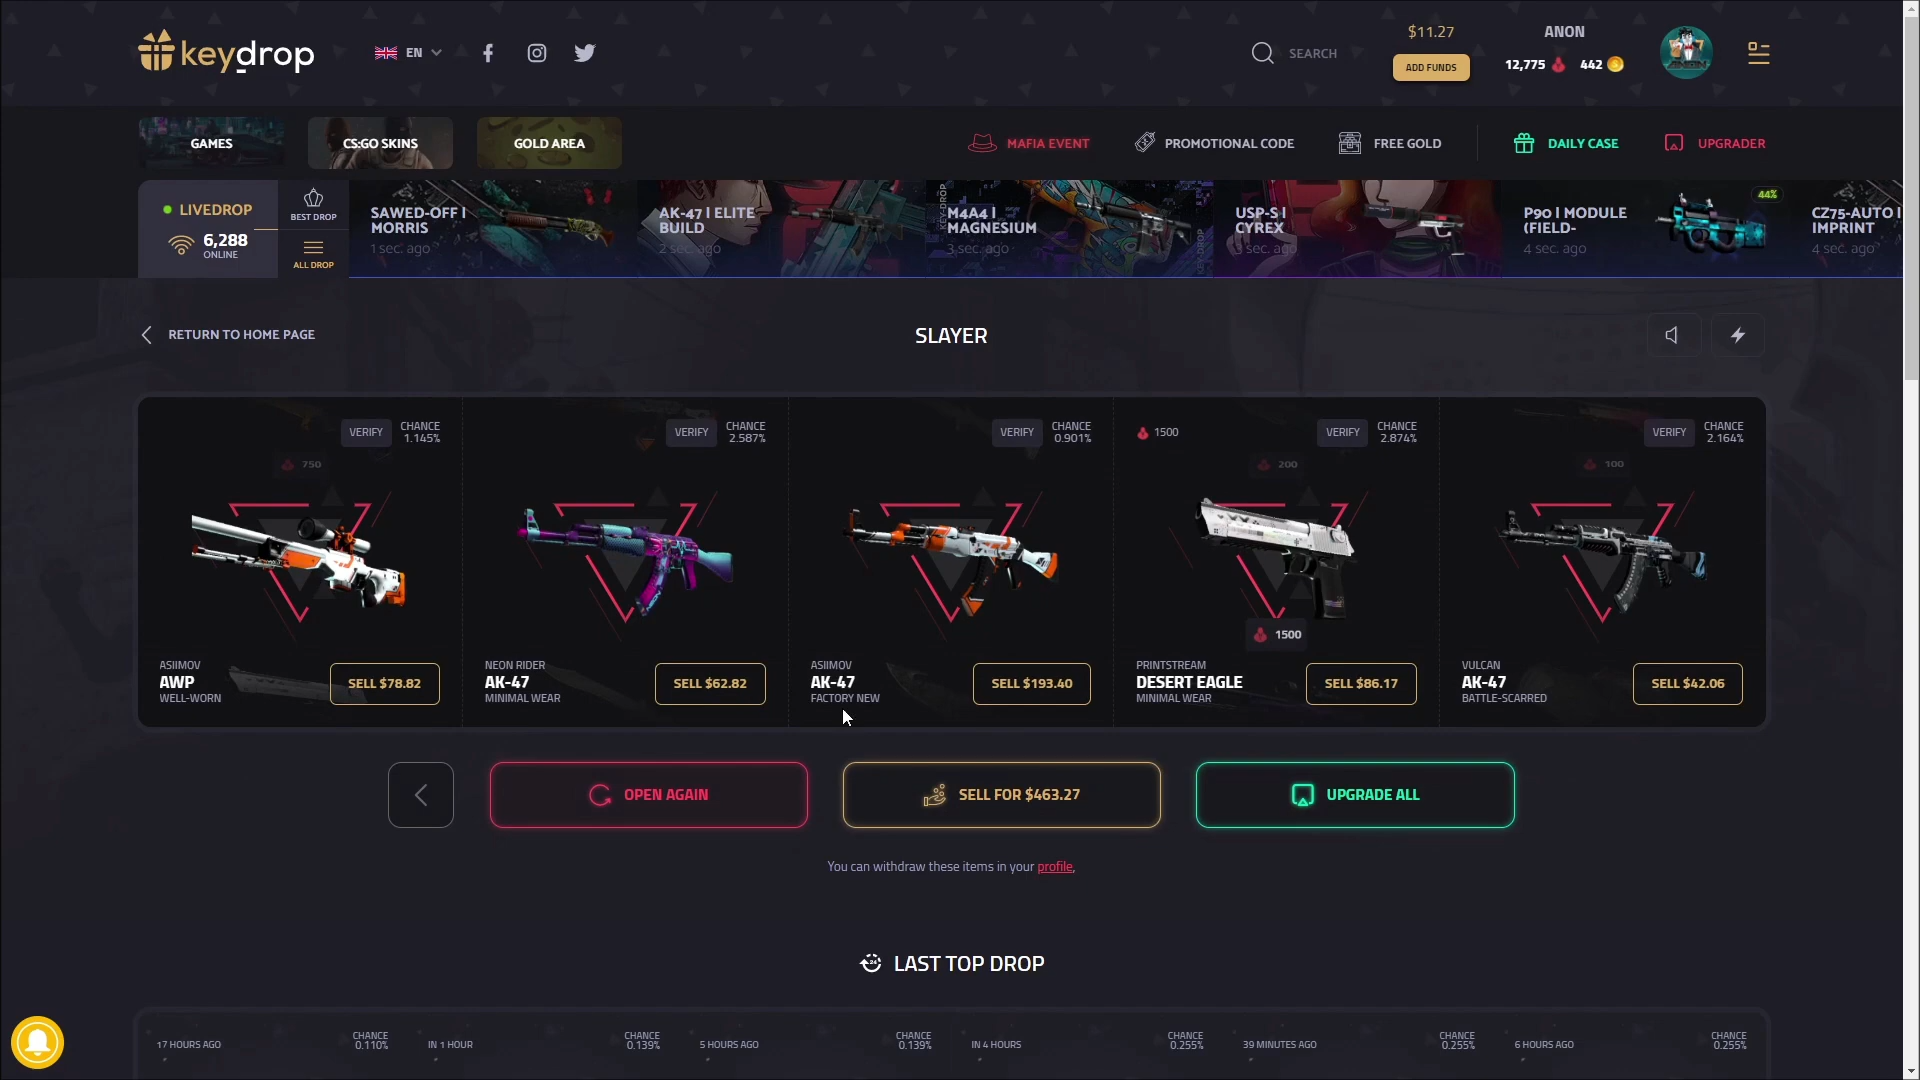 keydrop
EN
SEARCH
$11.27
ADD FUNDS
ANON
12,775
442
GAMES
CS:GO SKINS
GOLD AREA
MAFIA EVENT
PROMOTIONAL CODE
FREE GOLD
DAILY CASE
UPGRADER
LIVEDROP
6,288
ONLINE
BEST DROP
ALL DROP
SAWED-OFF |
MORRIS
1 sec. ago
AK-47 | ELITE
BUILD
2 sec. ago
KEY-DROP
M4A4 |
MAGNESIUM
3 sec. ago
KEY-DROP
USP-S |
CYREX
3 sec. ago
P90 | MODULE
(FIELD-
4 sec. ago
44%
CZ75-AUTO |
IMPRINT
4 sec. ago
RETURN TO HOME PAGE
SLAYER
VERIFY
CHANCE
1.145%
750
ASIIMOV
AWP
WELL-WORN
SELL $78.82
VERIFY
CHANCE
2.587%
NEON RIDER
AK-47
MINIMAL WEAR
SELL $62.82
VERIFY
CHANCE
0.901%
ASIIMOV
AK-47
FACTORY NEW
SELL $193.40
1500
VERIFY
CHANCE
2.874%
200
1500
PRINTSTREAM
DESERT EAGLE
MINIMAL WEAR
SELL $86.17
VERIFY
CHANCE
2.164%
100
VULCAN
AK-47
BATTLE-SCARRED
SELL $42.06
OPEN AGAIN
SELL FOR $463.27
UPGRADE ALL
You can withdraw these items in your profile,
24
LAST TOP DROP
17 HOURS AGO
CHANCE
0.110%
IN 1 HOUR
CHANCE
0.139%
5 HOURS AGO
CHANCE
0.139%
IN 4 HOURS
CHANCE
0.255%
39 MINUTES AGO
CHANCE
0.255%
6 HOURS AGO
CHANCE
0.255%